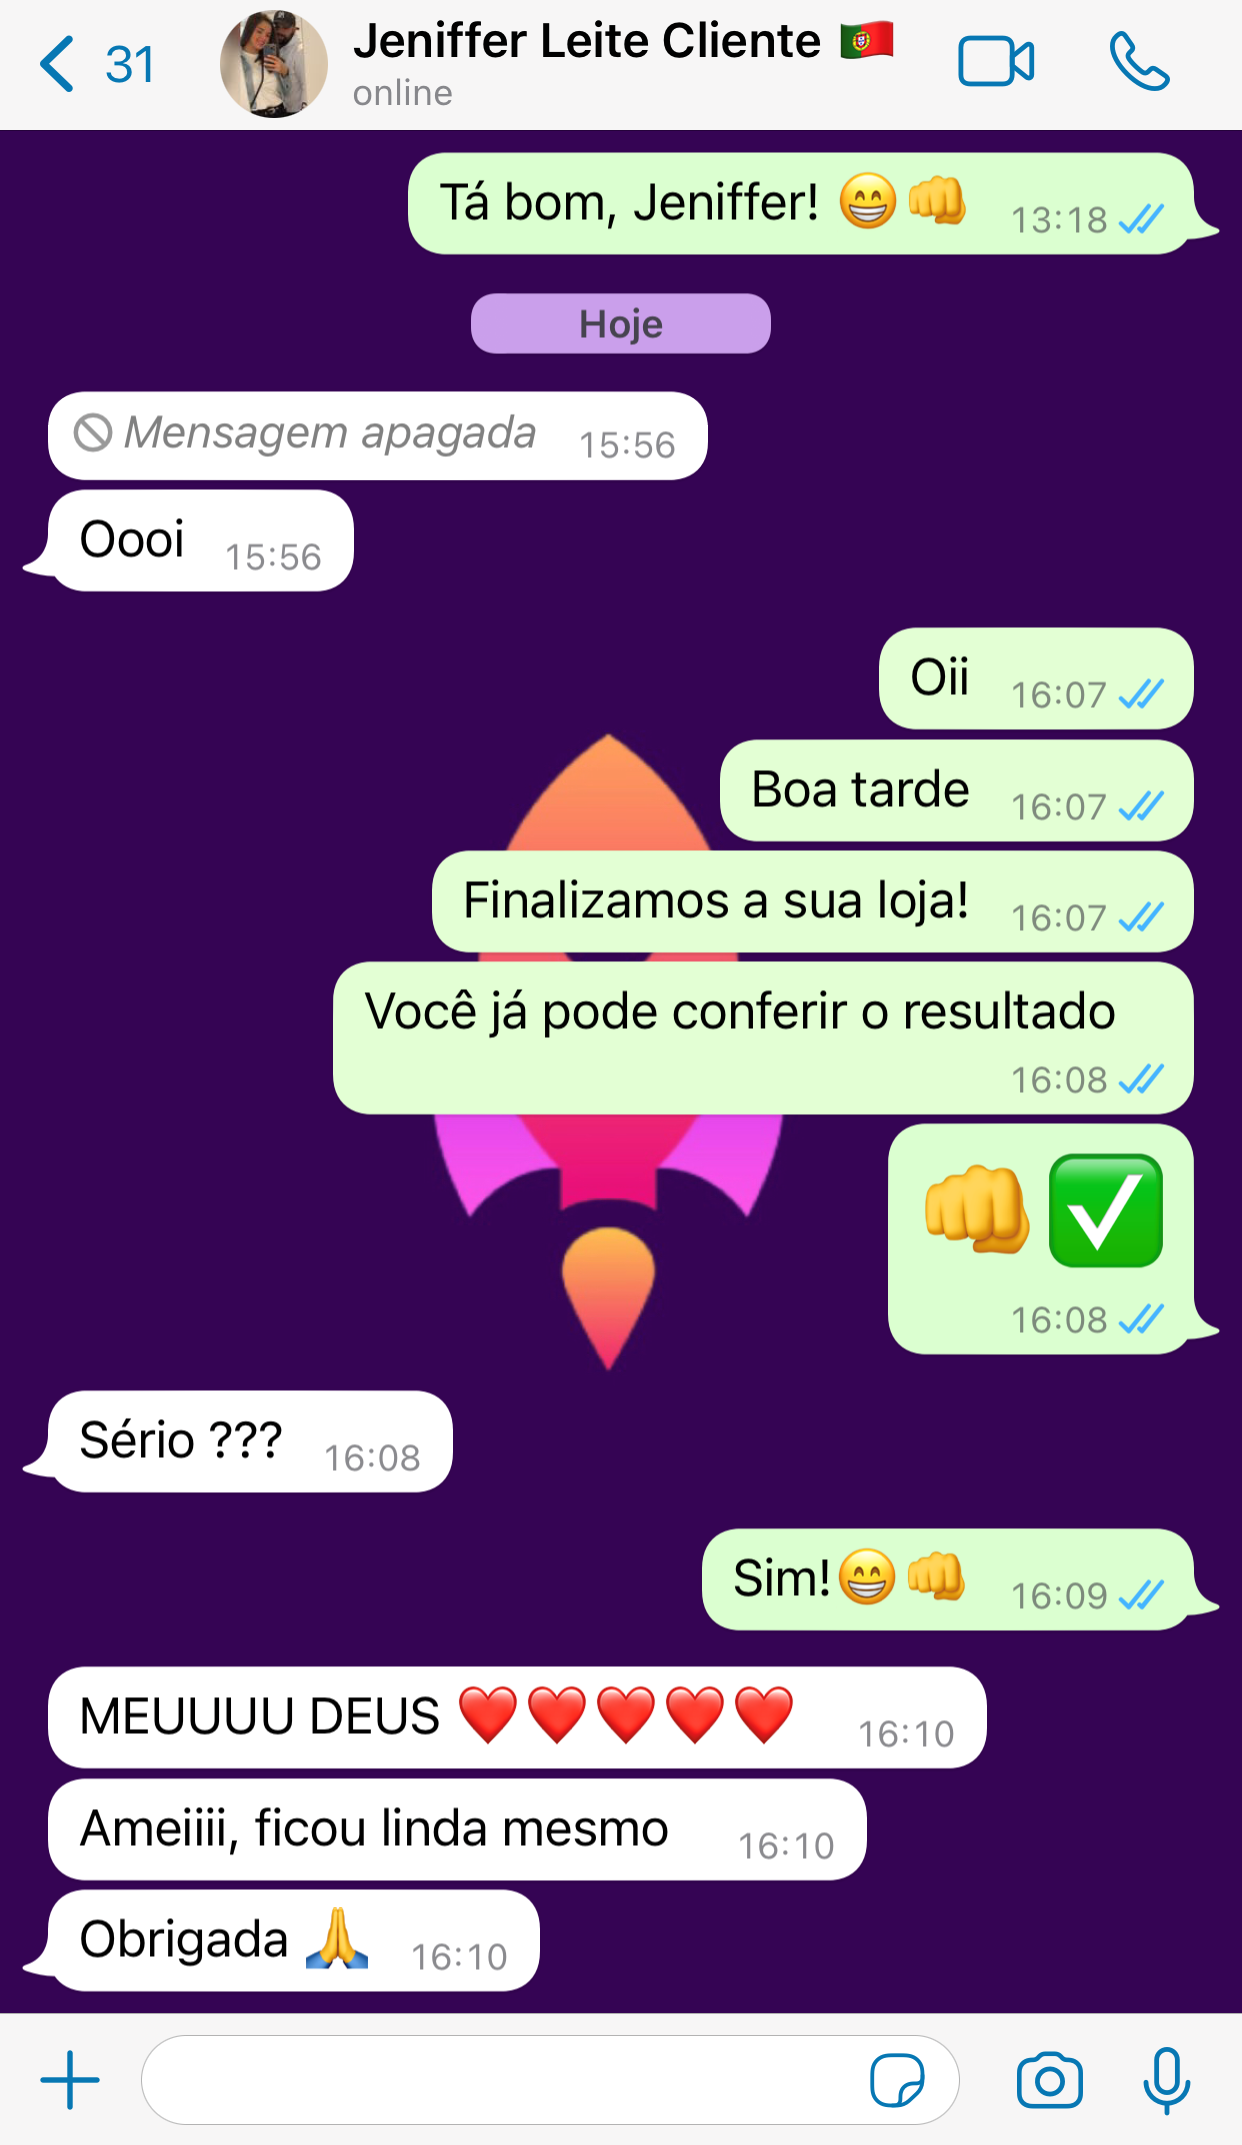 31
Jeniffer Leite Cliente 🇵🇹
online
Tá bom, Jeniffer! 😁👊 13:18
Hoje
🚫 Mensagem apagada 15:56
Oooi 15:56
Oii 16:07
Boa tarde 16:07
Finalizamos a sua loja! 16:07
Você já pode conferir o resultado
16:08
👊✅
16:08
Sério ??? 16:08
Sim!😁👊 16:09
MEUUUU DEUS ❤️❤️❤️❤️❤️ 16:10
Ameiiii, ficou linda mesmo 16:10
Obrigada 🙏 16:10